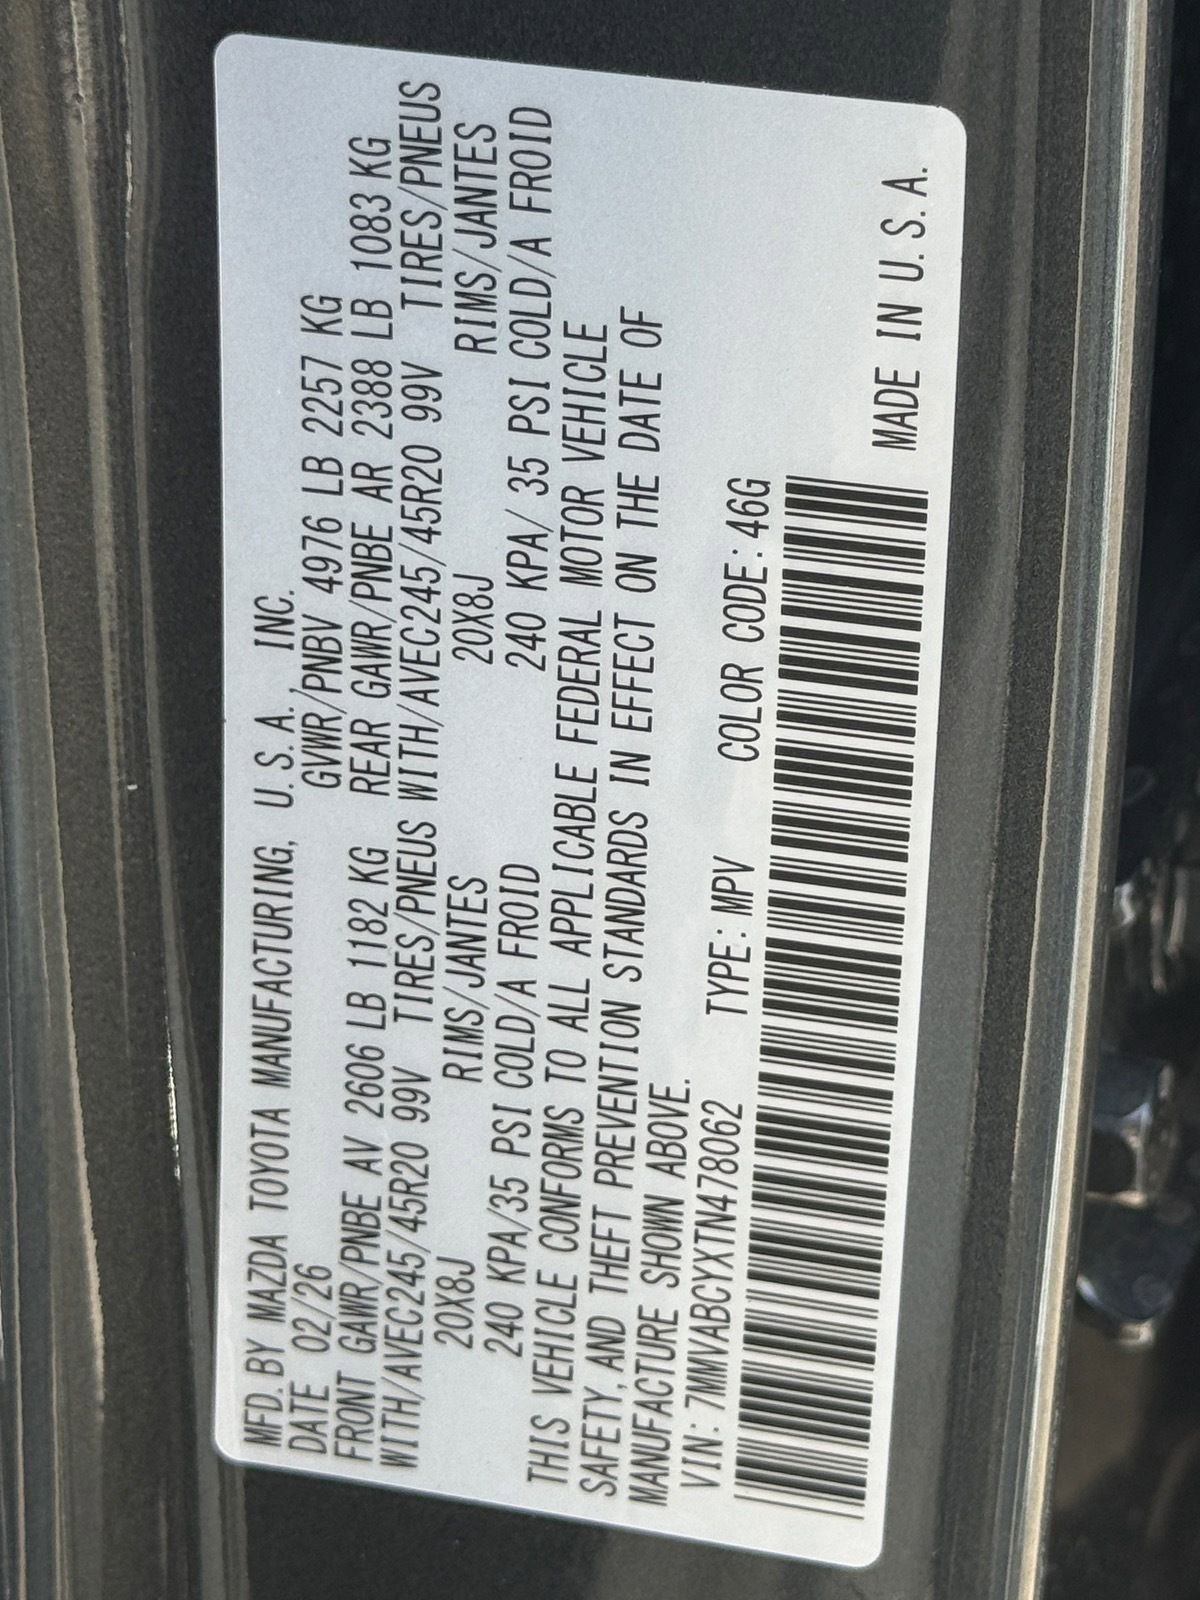 MFD. BY MAZDA TOYOTA MANUFACTURING, U.S.A., INC.
DATE 02/26 GVWR/PNBV 4976 LB 2257 KG
FRONT GAWR/PNBE AV 2606 LB 1182 KG REAR GAWR/PNBE AR 2388 LB 1083 KG
WITH/AVEC245/45R20 99V TIRES/PNEUS WITH/AVEC245/45R20 99V TIRES/PNEUS
20X8J RIMS/JANTES 20X8J RIMS/JANTES
240 KPA/35 PSI COLD/A FROID 240 KPA/ 35 PSI COLD/A FROID
THIS VEHICLE CONFORMS TO ALL APPLICABLE FEDERAL MOTOR VEHICLE
SAFETY, AND THEFT PREVENTION STANDARDS IN EFFECT ON THE DATE OF
MANUFACTURE SHOWN ABOVE.
VIN: 7MMVABCYXTN478062 TYPE: MPV COLOR CODE: 46G
MADE IN U.S.A.